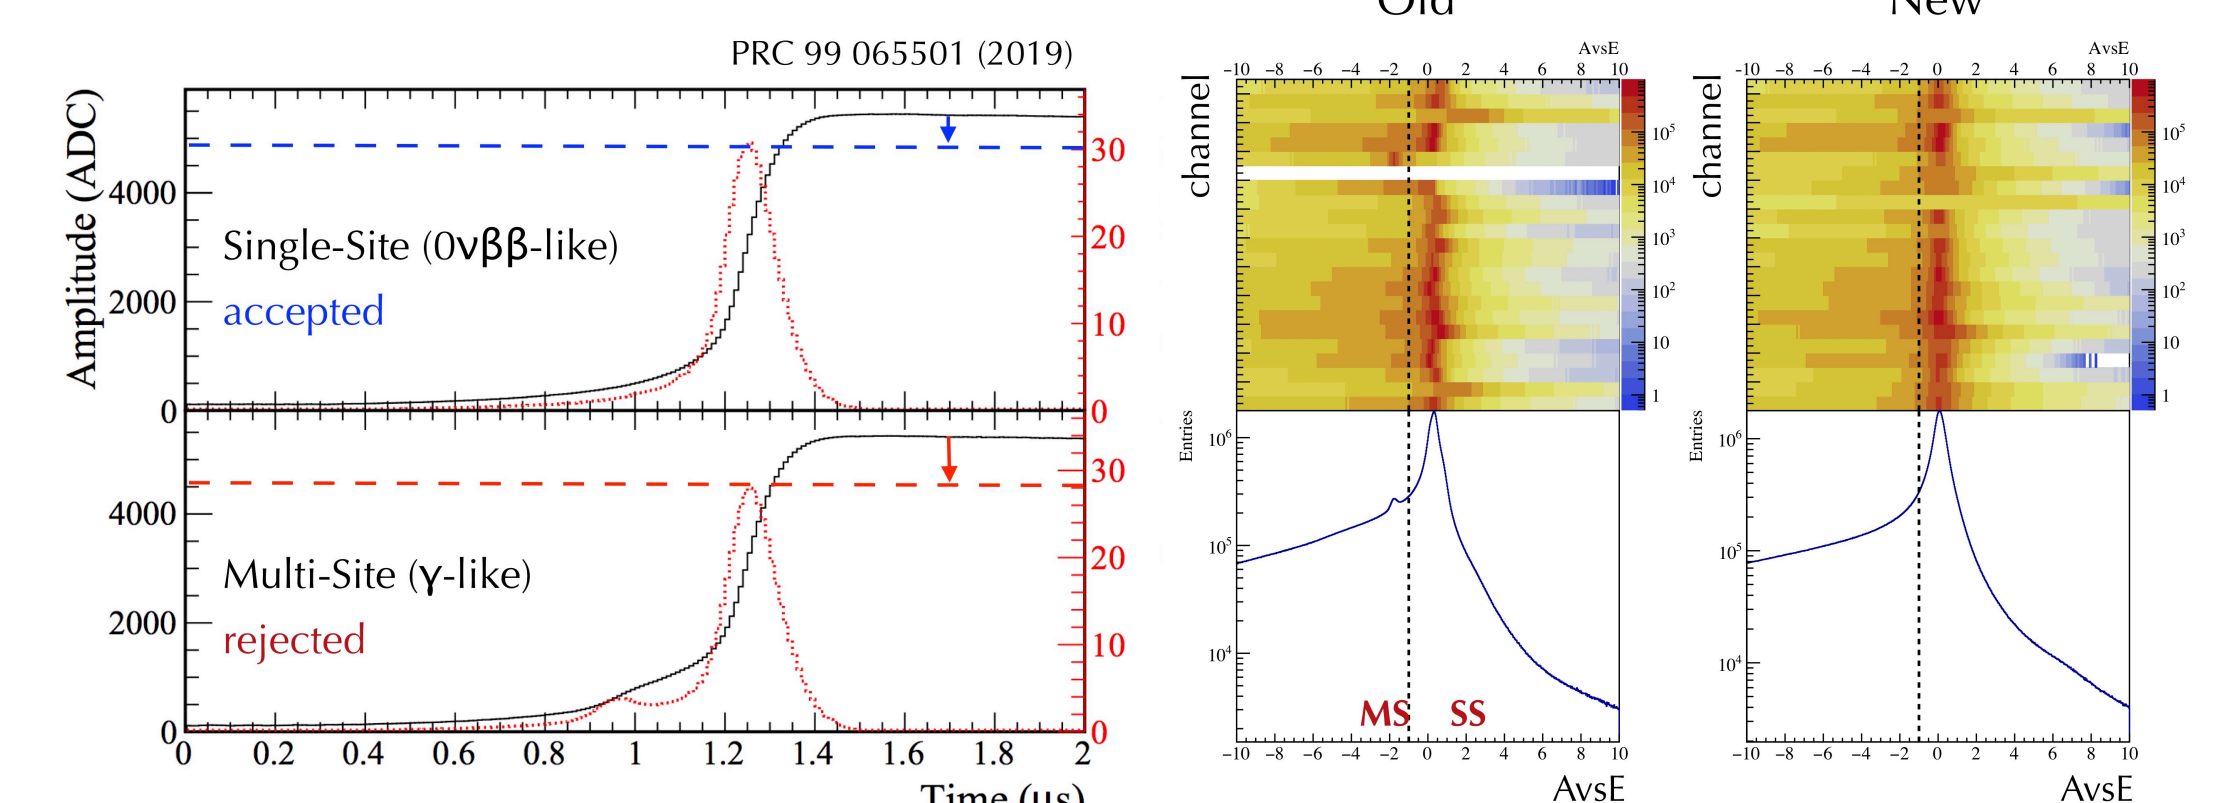 PRC 99 065501 (2019)
Amplitude (ADC)
4000
2000
0
30
20
10
0
Single-Site (0νββ-like)
accepted
4000
2000
0
30
20
10
0
Multi-Site (γ-like)
rejected
0 0.2 0.4 0.6 0.8 1 1.2 1.4 1.6 1.8 2
Time (μs)
Old
AvsE
−10 −8 −6 −4 −2 0 2 4 6 8 10
channel
10⁵
10⁴
10³
10²
10
1
Entries
10⁶
10⁵
10⁴
MS SS
−10 −8 −6 −4 −2 0 2 4 6 8 10
AvsE
New
AvsE
−10 −8 −6 −4 −2 0 2 4 6 8 10
channel
10⁵
10⁴
10³
10²
10
1
Entries
10⁶
10⁵
10⁴
−10 −8 −6 −4 −2 0 2 4 6 8 10
AvsE